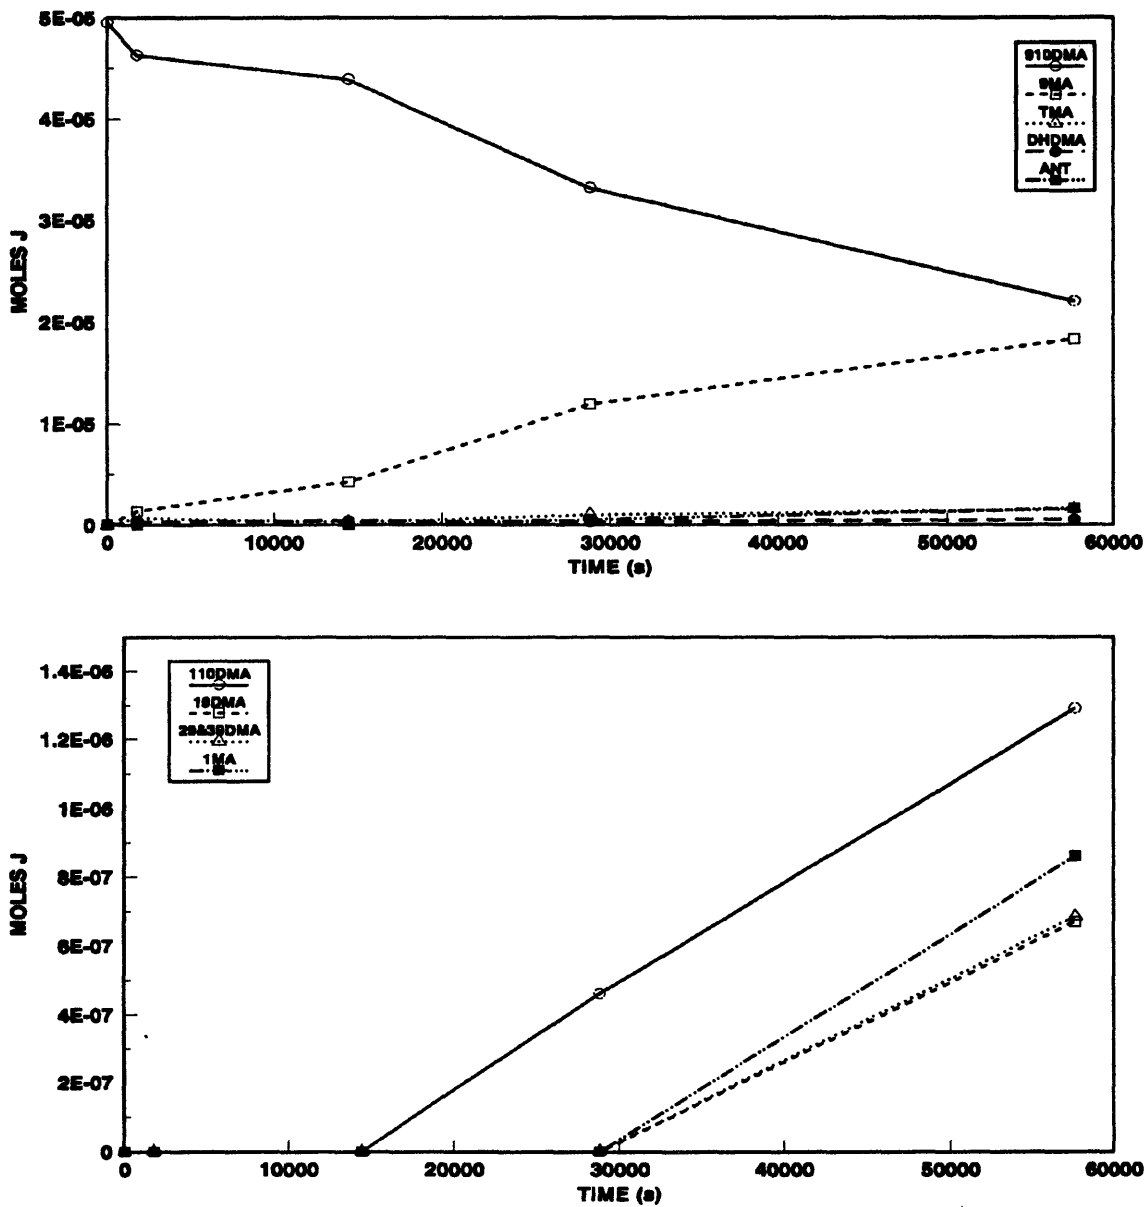 5E-05
4E-05
3E-05
2E-05
1E-05
0
MOLES J
0 10000 20000 30000 40000 50000 60000
TIME (s)
910DMA
9MA
TMA
DHDMA
ANT
1.4E-06
1.2E-06
1E-06
8E-07
6E-07
4E-07
2E-07
0
MOLES J
110DMA
19DMA
29&39DMA
1MA
0 10000 20000 30000 40000 50000 60000
TIME (s)